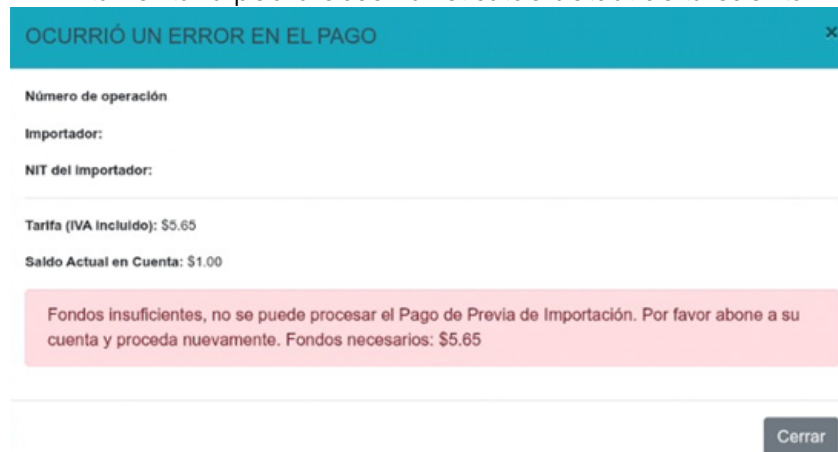 OCURRIÓ UN ERROR EN EL PAGO ×
Número de operación
Importador:
NIT del importador:
Tarifa (IVA incluido): $5.65
Saldo Actual en Cuenta: $1.00
Fondos insuficientes, no se puede procesar el Pago de Previa de Importación. Por favor abone a su
cuenta y proceda nuevamente. Fondos necesarios: $5.65
Cerrar